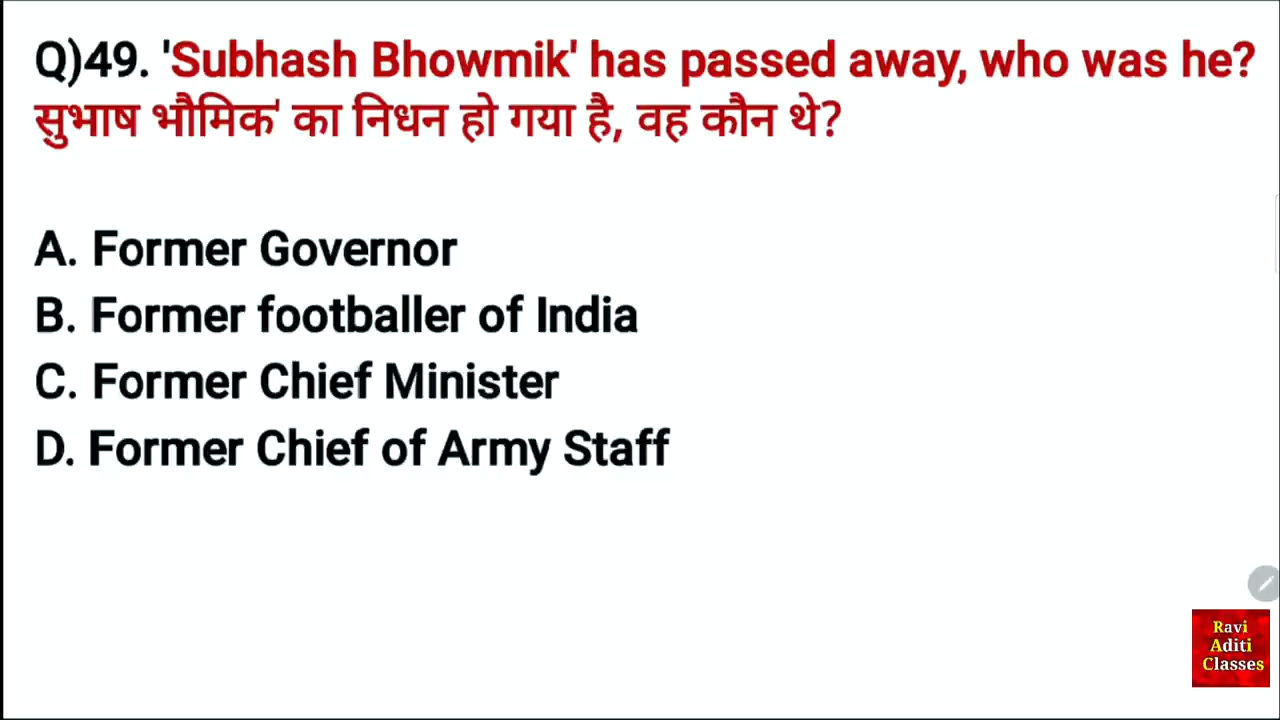 Q)49. 'Subhash Bhowmik' has passed away, who was he?
सुभाष भौमिक' का निधन हो गया है, वह कौन थे?
A. Former Governor
B. Former footballer of India
C. Former Chief Minister
D. Former Chief of Army Staff
Ravi
Aditi
Classes